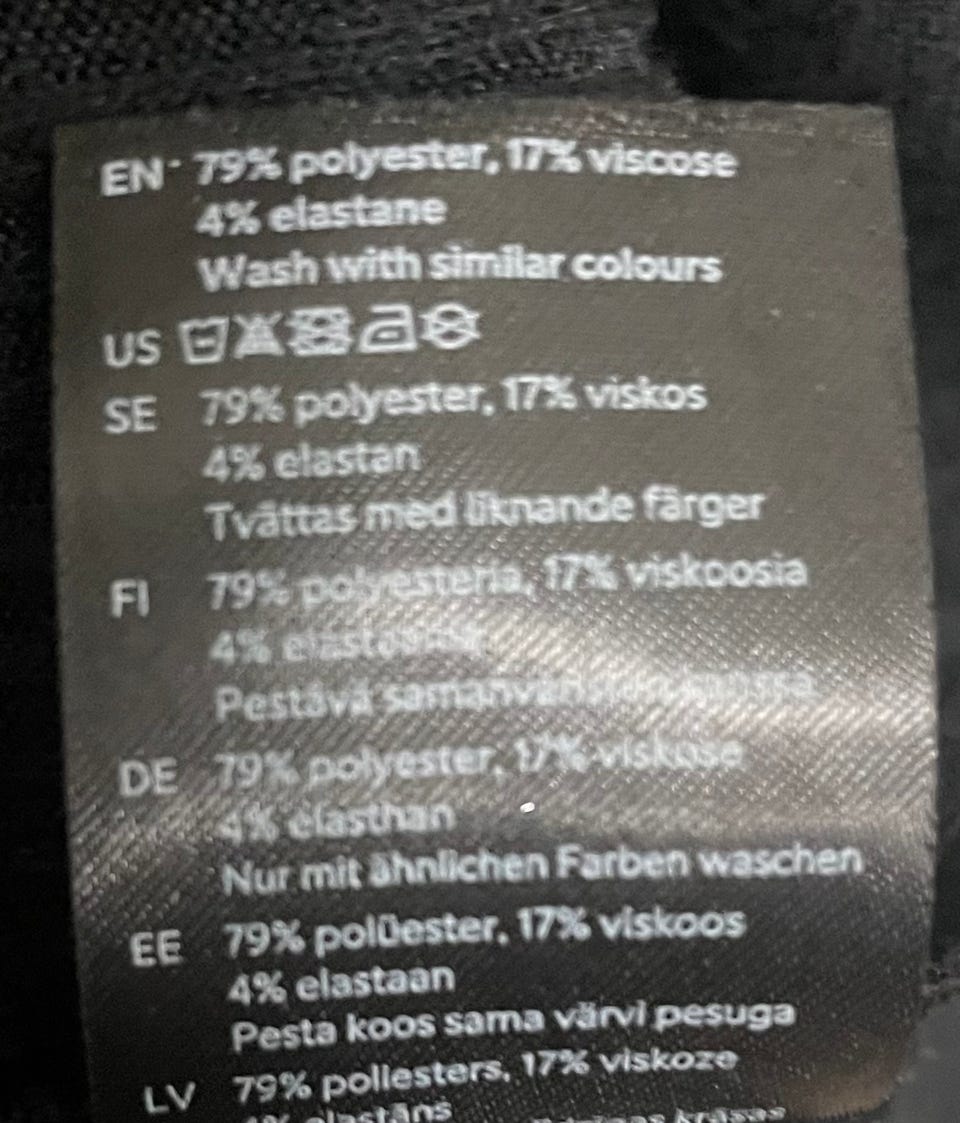 EN 79% polyester, 17% viscose
4% elastane
Wash with similar colours
US
SE 79% polyester, 17% viskos
4% elastan
Tvättas med liknande färger
FI 79% polyesteria, 17% viskoosia
4%
Pestävä
DE 79% polyester, 17% viskose
4% elasthan
Nur mit ähnlichen Farben waschen
EE 79% polüester, 17% viskoos
4% elastaan
Pesta koos sama värvi pesuga
LV 79% poliesters, 17% viskoze
4% elastāns